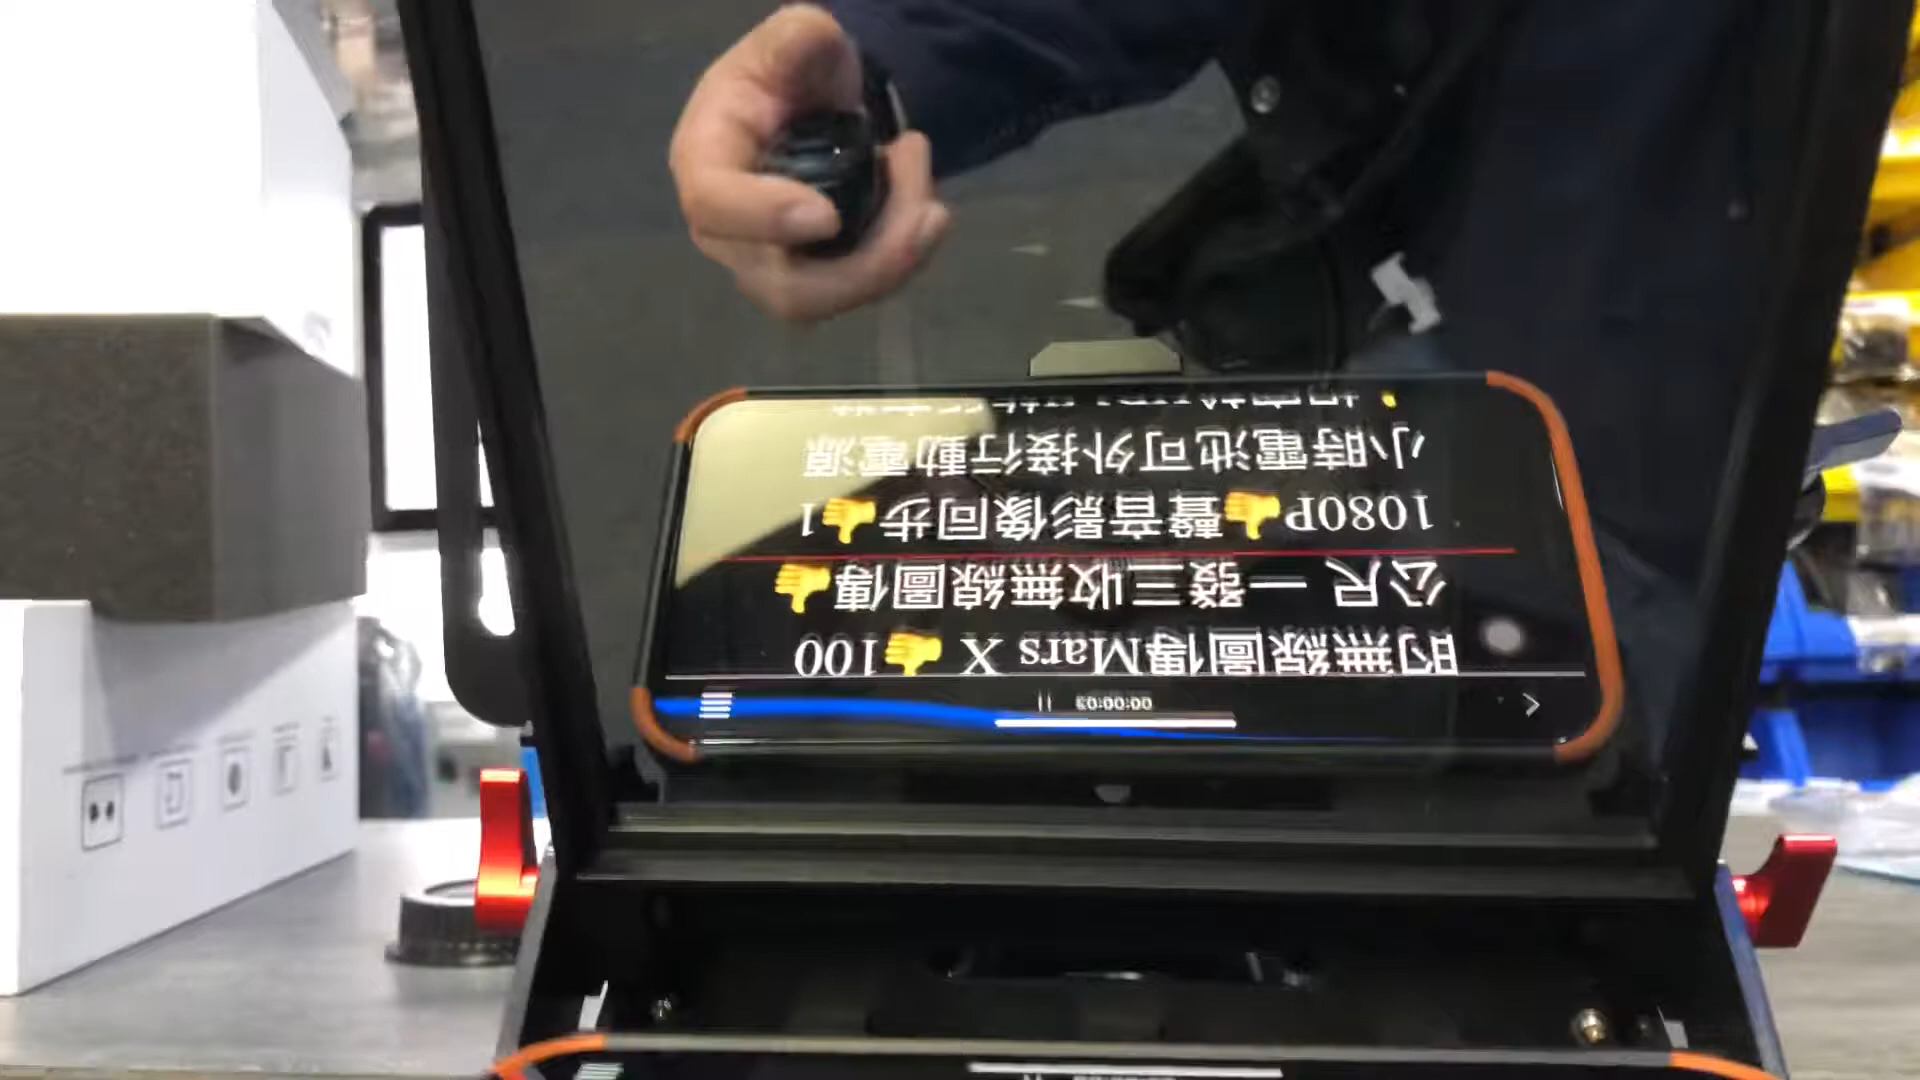 00:00:03
的無線圖傳Mars X 👍100
公尺 一發三收無線圖傳👍
1080P👍聲音影像同步👍1
小時電池可外接行動電源